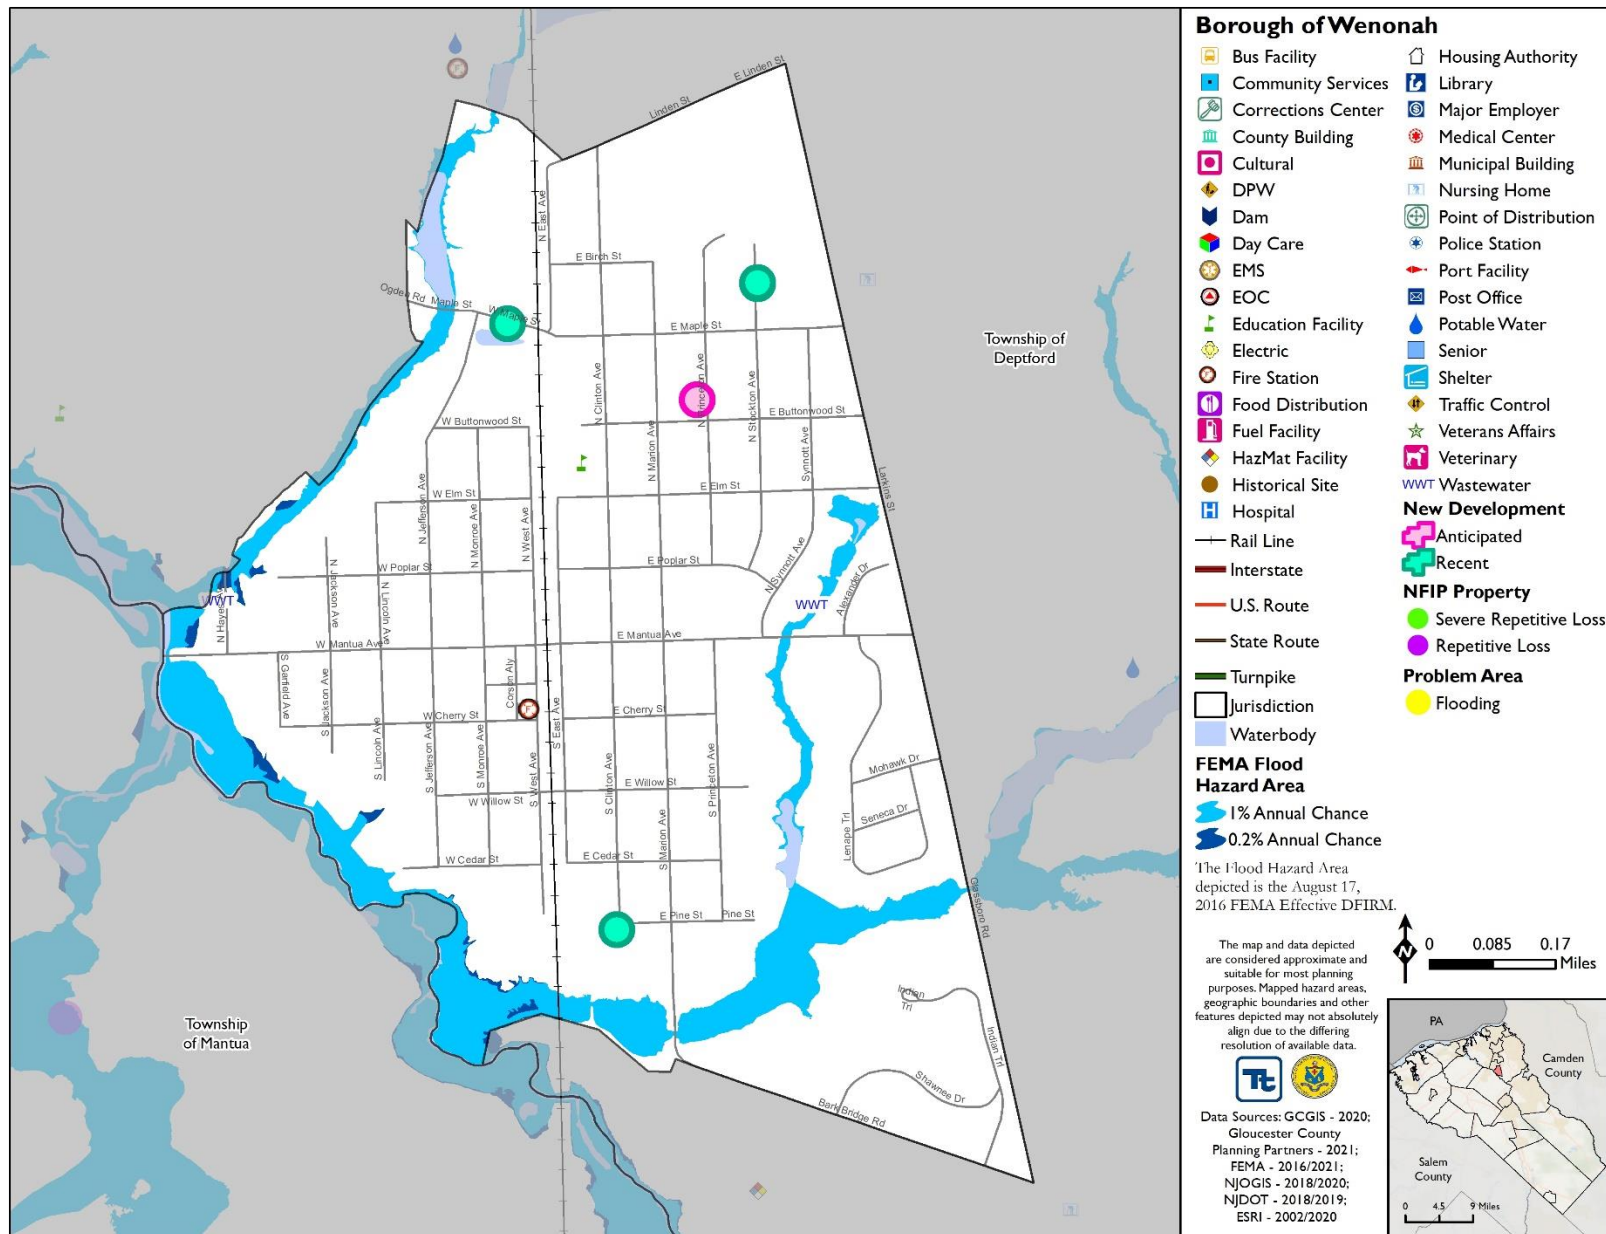 Borough of Wenonah
Bus Facility
Community Services
Corrections Center
County Building
Cultural
DPW
Dam
Day Care
EMS
EOC
Education Facility
Electric
Fire Station
Food Distribution
Fuel Facility
HazMat Facility
Historical Site
Hospital
Rail Line
Interstate
U.S. Route
State Route
Turnpike
Jurisdiction
Waterbody
FEMA Flood
Hazard Area
1% Annual Chance
0.2% Annual Chance
The Flood Hazard Area
depicted is the August 17,
2016 FEMA Effective DFIRM.
Housing Authority
Library
Major Employer
Medical Center
Municipal Building
Nursing Home
Point of Distribution
Police Station
Port Facility
Post Office
Potable Water
Senior
Shelter
Traffic Control
Veterans Affairs
Veterinary
WWT Wastewater
New Development
Anticipated
Recent
NFIP Property
Severe Repetitive Loss
Repetitive Loss
Problem Area
Flooding
The map and data depicted
are considered approximate and
suitable for most planning
purposes. Mapped hazard areas,
geographic boundaries and other
features depicted may not absolutely
align due to the differing
resolution of available data.
N
0 0.085 0.17
Miles
Tt
Data Sources: GCGIS - 2020;
Gloucester County
Planning Partners - 2021;
FEMA - 2016/2021;
NJOGIS - 2018/2020;
NJDOT - 2018/2019;
ESRI - 2002/2020
PA
Camden
County
Salem
County
0 4.5 9 Miles
E Linden St
Linden St
N East Ave
E Birch St
Ogden Rd
Maple St
W Maple St
E Maple St
Township of
Deptford
N Clinton Ave
N Princeton Ave
N Stockton Ave
E Buttonwood St
W Buttonwood St
N Marion Ave
Synnott Ave
Larkins St
N Jefferson Ave
W Elm St
E Elm St
N Monroe Ave
N West Ave
N Jackson Ave
N Lincoln Ave
W Poplar St
E Poplar St
N Synnott Ave
Alexander Dr
WWT
WWT
N Hayes
W Mantua Ave
E Mantua Ave
S Garfield Ave
S Jackson Ave
S Lincoln Ave
Corson Aly
W Cherry St
E Cherry St
S East Ave
S Jefferson Ave
S Monroe Ave
S West Ave
S Clinton Ave
S Princeton Ave
E Willow St
W Willow St
Mohawk Dr
Seneca Dr
Lenape Trl
S Marion Ave
W Cedar St
E Cedar St
E Pine St
Pine St
Glassboro Rd
Indian
Trl
Indian Trl
Shawnee Dr
Bark Bridge Rd
Township
of Mantua